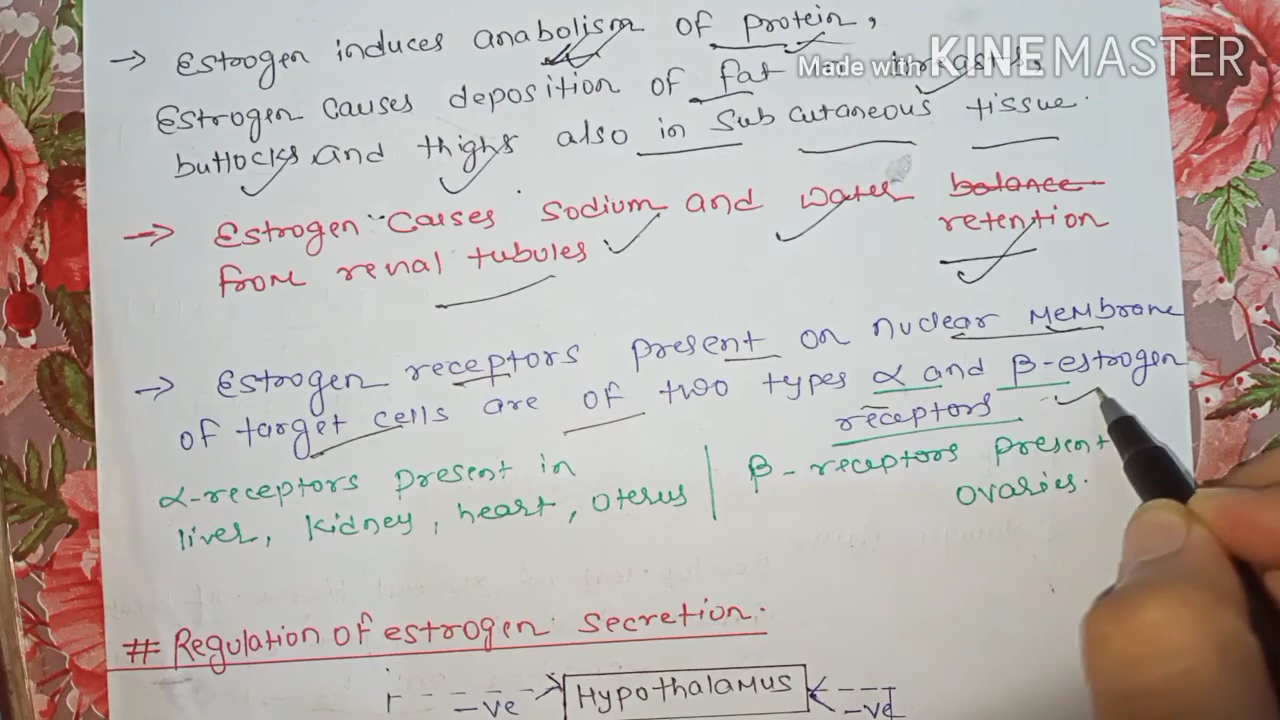 → Estrogen induces anabolism of protein,
Made with KINEMASTER
Estrogen causes deposition of fat breasts,
buttocks and thighs also in subcutaneous tissue.
→ Estrogen causes sodium and water balance
retention
from renal tubules
→ Estrogen receptors present on nuclear membrane
of target cells are of two types α and β-estrogen
receptors
α-receptors present in
liver, kidney, heart, uterus
β-receptors present
ovaries.
# Regulation of estrogen secretion.
-ve
Hypothalamus
-ve